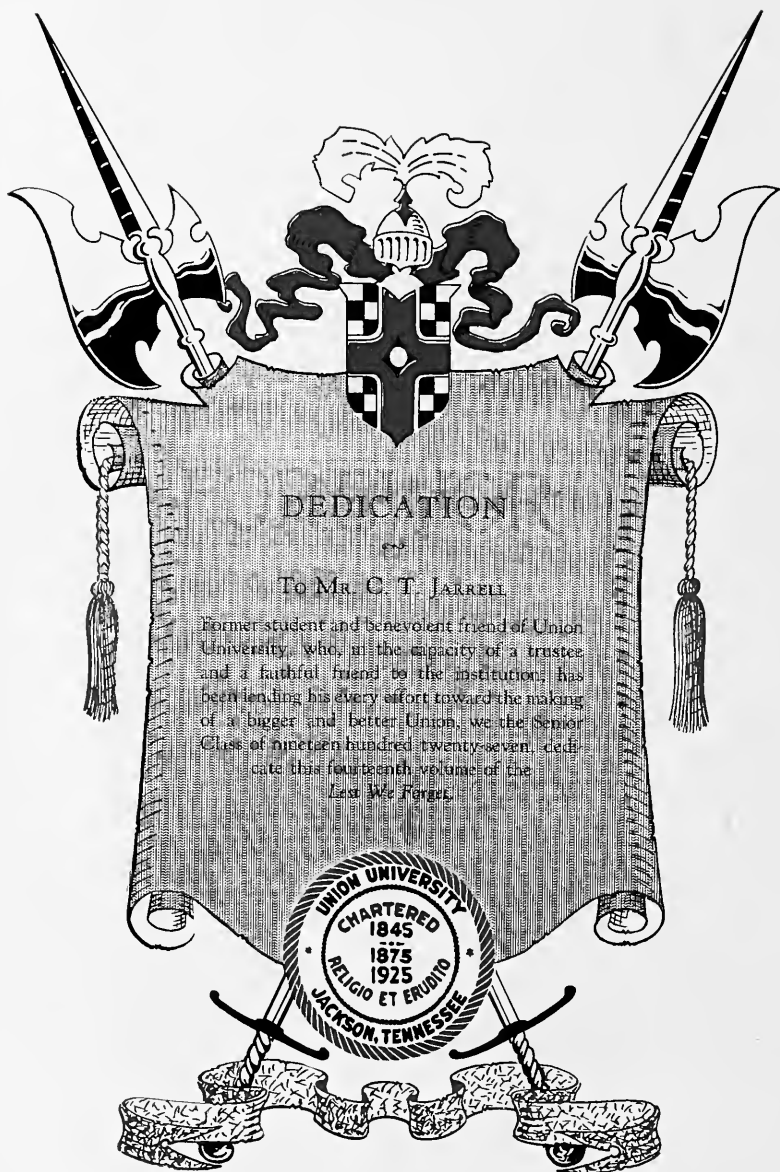 DEDICATION
To Mr. C. T. Jarrell
Former student and benevolent friend of Union
University, who, in the capacity of a trustee
and a faithful friend to the institution, has
been lending his every effort toward the making
of a bigger and better Union, we the Senior
Class of nineteen hundred twenty-seven, dedi-
cate this fourteenth volume of the
Lest We Forget.
UNION UNIVERSITY
CHARTERED
1845
1875
1925
RELIGIO ET ERUDITO
JACKSON, TENNESSEE